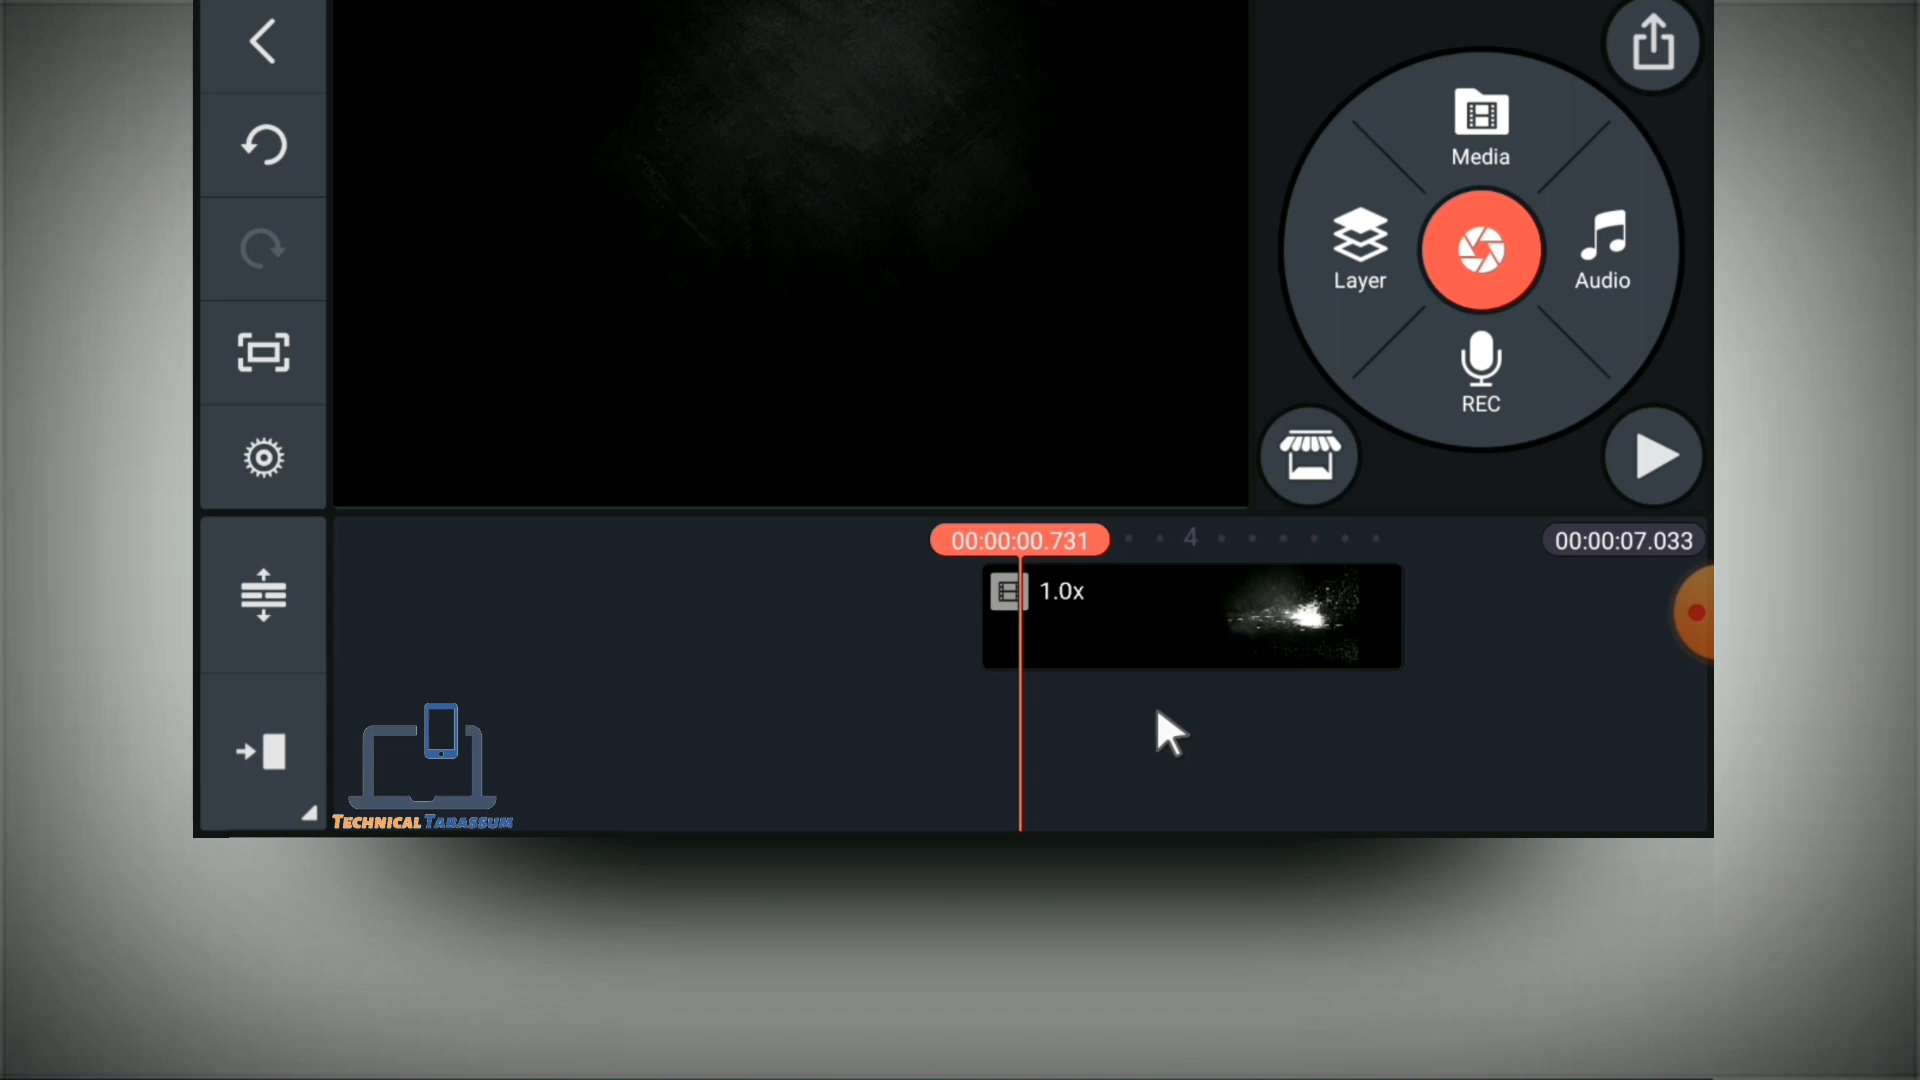 Media
Layer
Audio
REC
00:00:00.731
4
00:00:07.033
1.0x
TECHNICAL TABASSUM